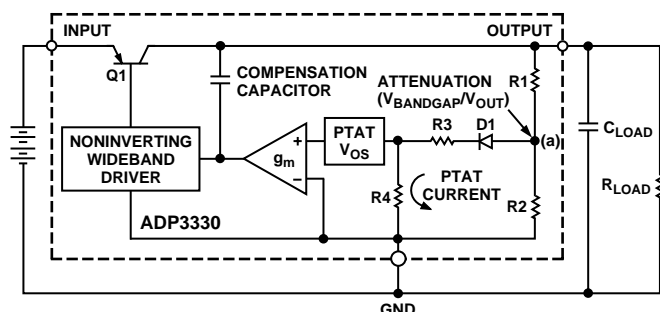 INPUT
OUTPUT
Q1
COMPENSATION
CAPACITOR
ATTENUATION
(VBANDGAP/VOUT)
R1
NONINVERTING
WIDEBAND
DRIVER
gm
+
−
PTAT
VOS
R3
D1
(a)
CLOAD
RLOAD
R4
PTAT
CURRENT
R2
ADP3330
GND